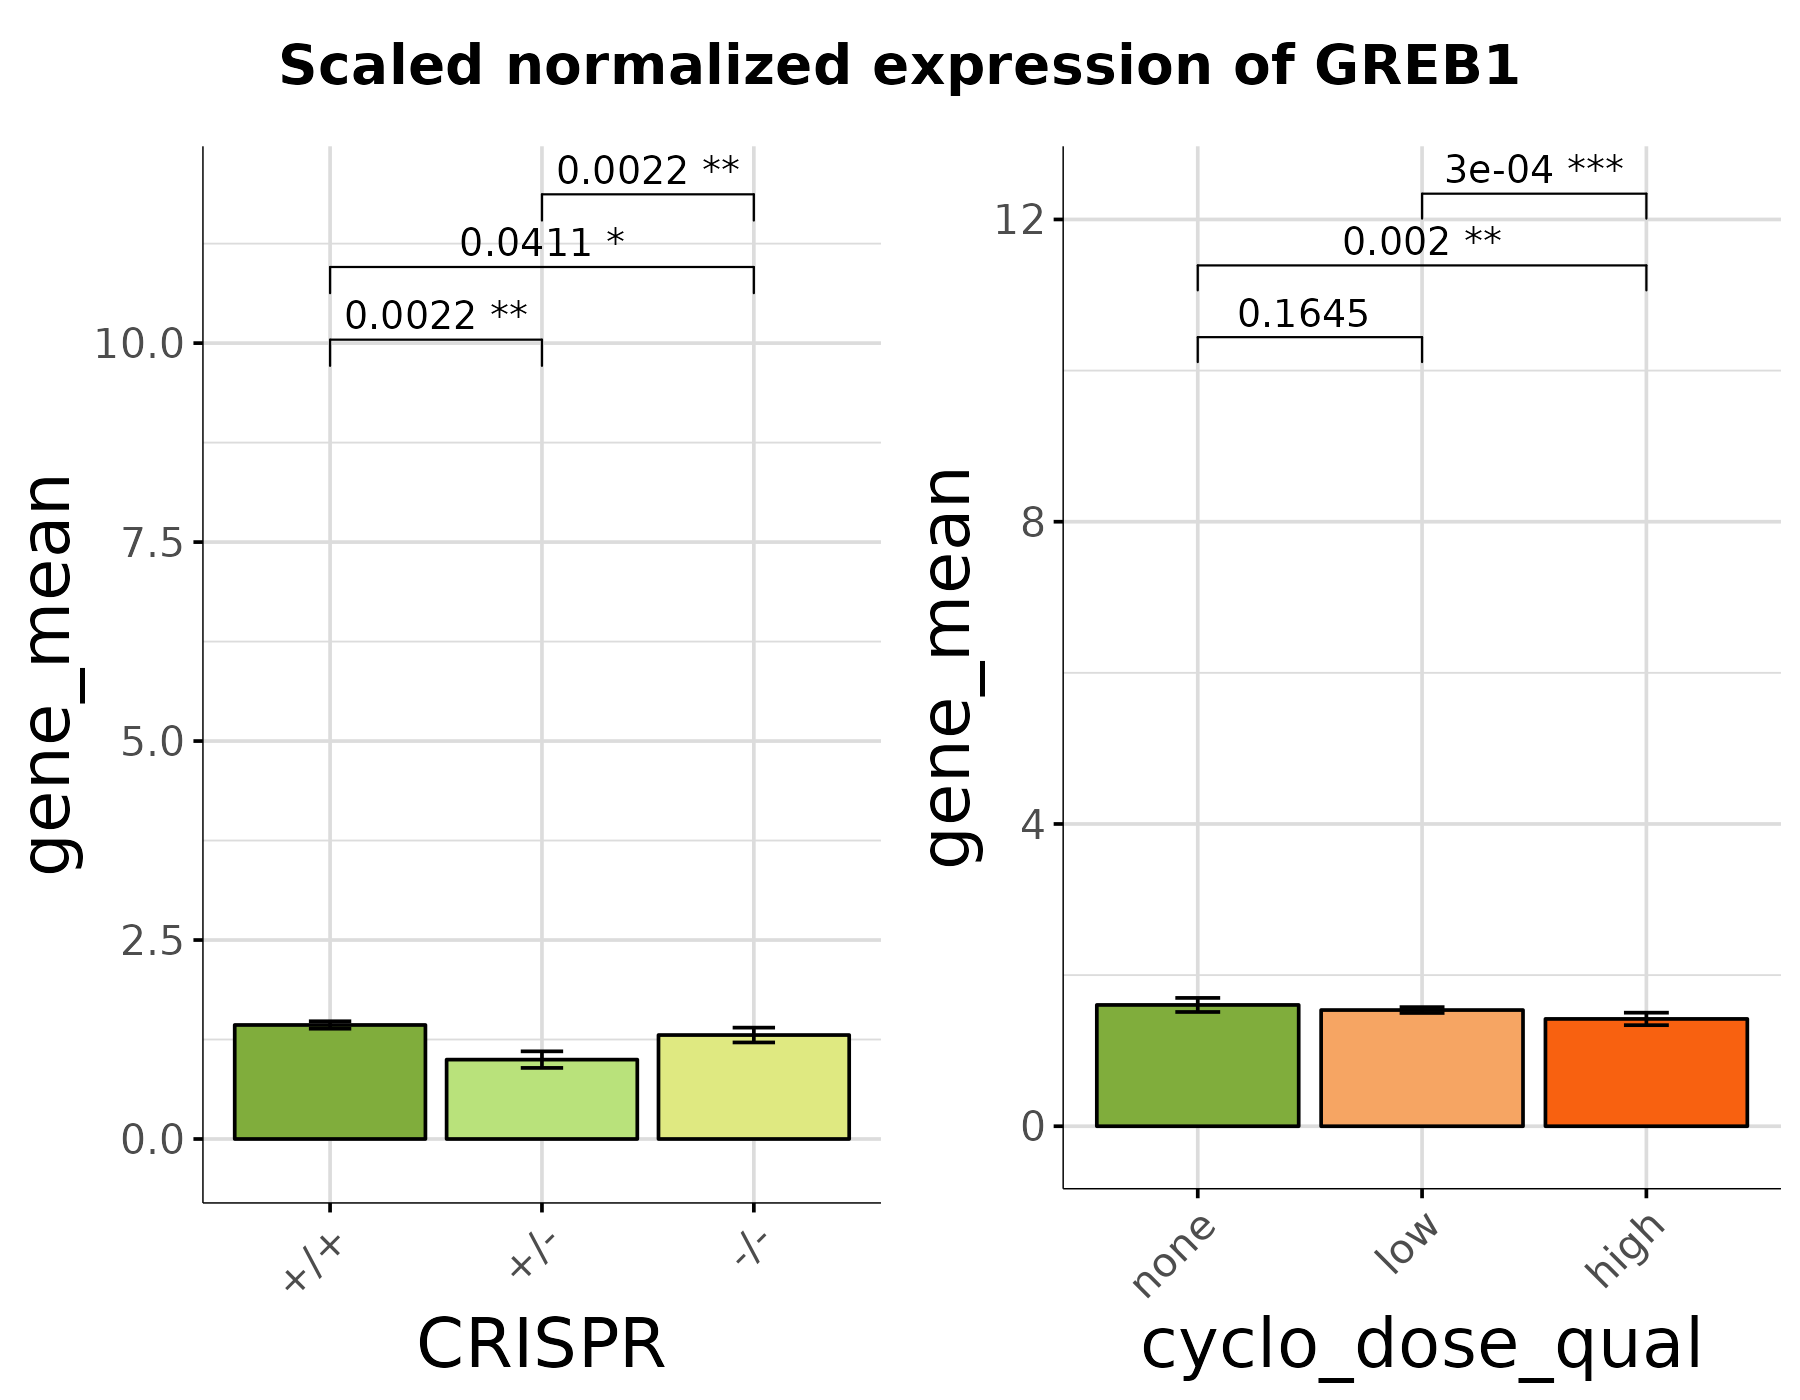 Scaled normalized expression of GREB1
gene_mean
10.0
7.5
5.0
2.5
0.0
0.0022 **
0.0411 *
0.0022 **
+/+
+/-
-/-
CRISPR
gene_mean
12
8
4
0
3e-04 ***
0.002 **
0.1645
none
low
high
cyclo_dose_qual